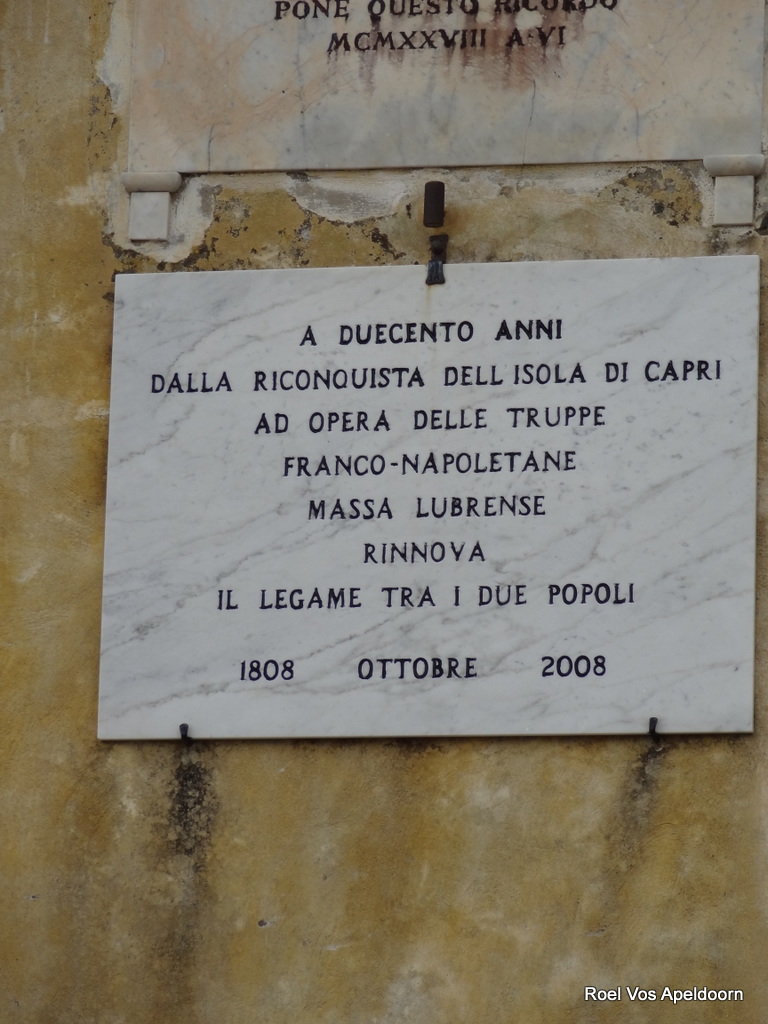 PONE QUESTO RICORDO
MCMXXVIII A·VI
A DUECENTO ANNI
DALLA RICONQUISTA DELL'ISOLA DI CAPRI
AD OPERA DELLE TRUPPE
FRANCO-NAPOLETANE
MASSA LUBRENSE
RINNOVA
IL LEGAME TRA I DUE POPOLI
1808 OTTOBRE 2008
Roel Vos Apeldoorn